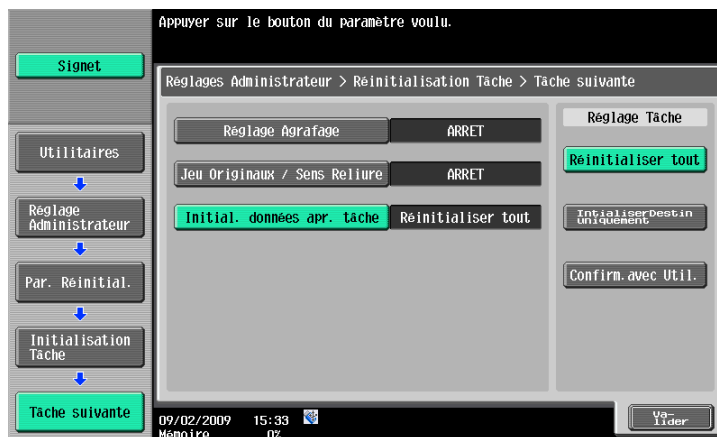 Appuyer sur le bouton du paramètre voulu.
Signet
Réglages Administrateur > Réinitialisation Tâche > Tâche suivante
Utilitaires
Réglage
Administrateur
Par. Réinitial.
Initialisation
Tâche
Tâche suivante
Réglage Agrafage ARRET
Jeu Originaux / Sens Reliure ARRET
Initial. données apr. tâche Réinitialiser tout
Réglage Tâche
Réinitialiser tout
IntialiserDestin
uniquement
Confirm.avec Util.
09/02/2009 15:33
Mémoire 0%
Va-
lider